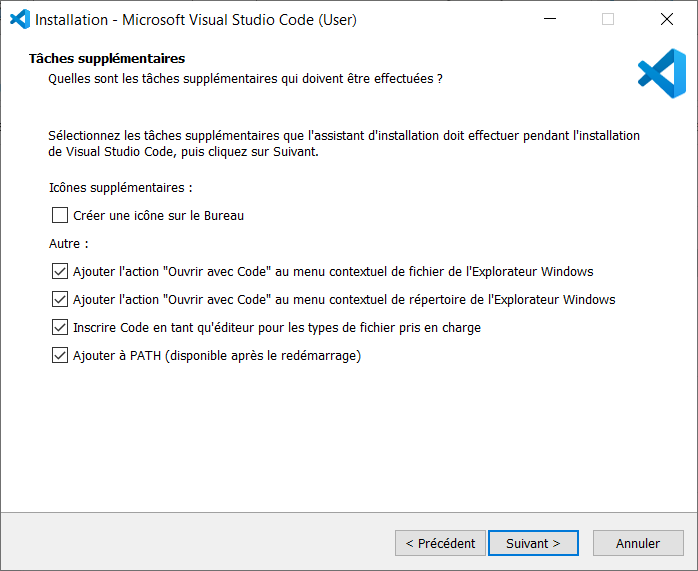 Installation - Microsoft Visual Studio Code (User)
Tâches supplémentaires
Quelles sont les tâches supplémentaires qui doivent être effectuées ?
Sélectionnez les tâches supplémentaires que l'assistant d'installation doit effectuer pendant l'installation
de Visual Studio Code, puis cliquez sur Suivant.
Icônes supplémentaires :
Créer une icône sur le Bureau
Autre :
Ajouter l'action "Ouvrir avec Code" au menu contextuel de fichier de l'Explorateur Windows
Ajouter l'action "Ouvrir avec Code" au menu contextuel de répertoire de l'Explorateur Windows
Inscrire Code en tant qu'éditeur pour les types de fichier pris en charge
Ajouter à PATH (disponible après le redémarrage)
< Précédent
Suivant >
Annuler